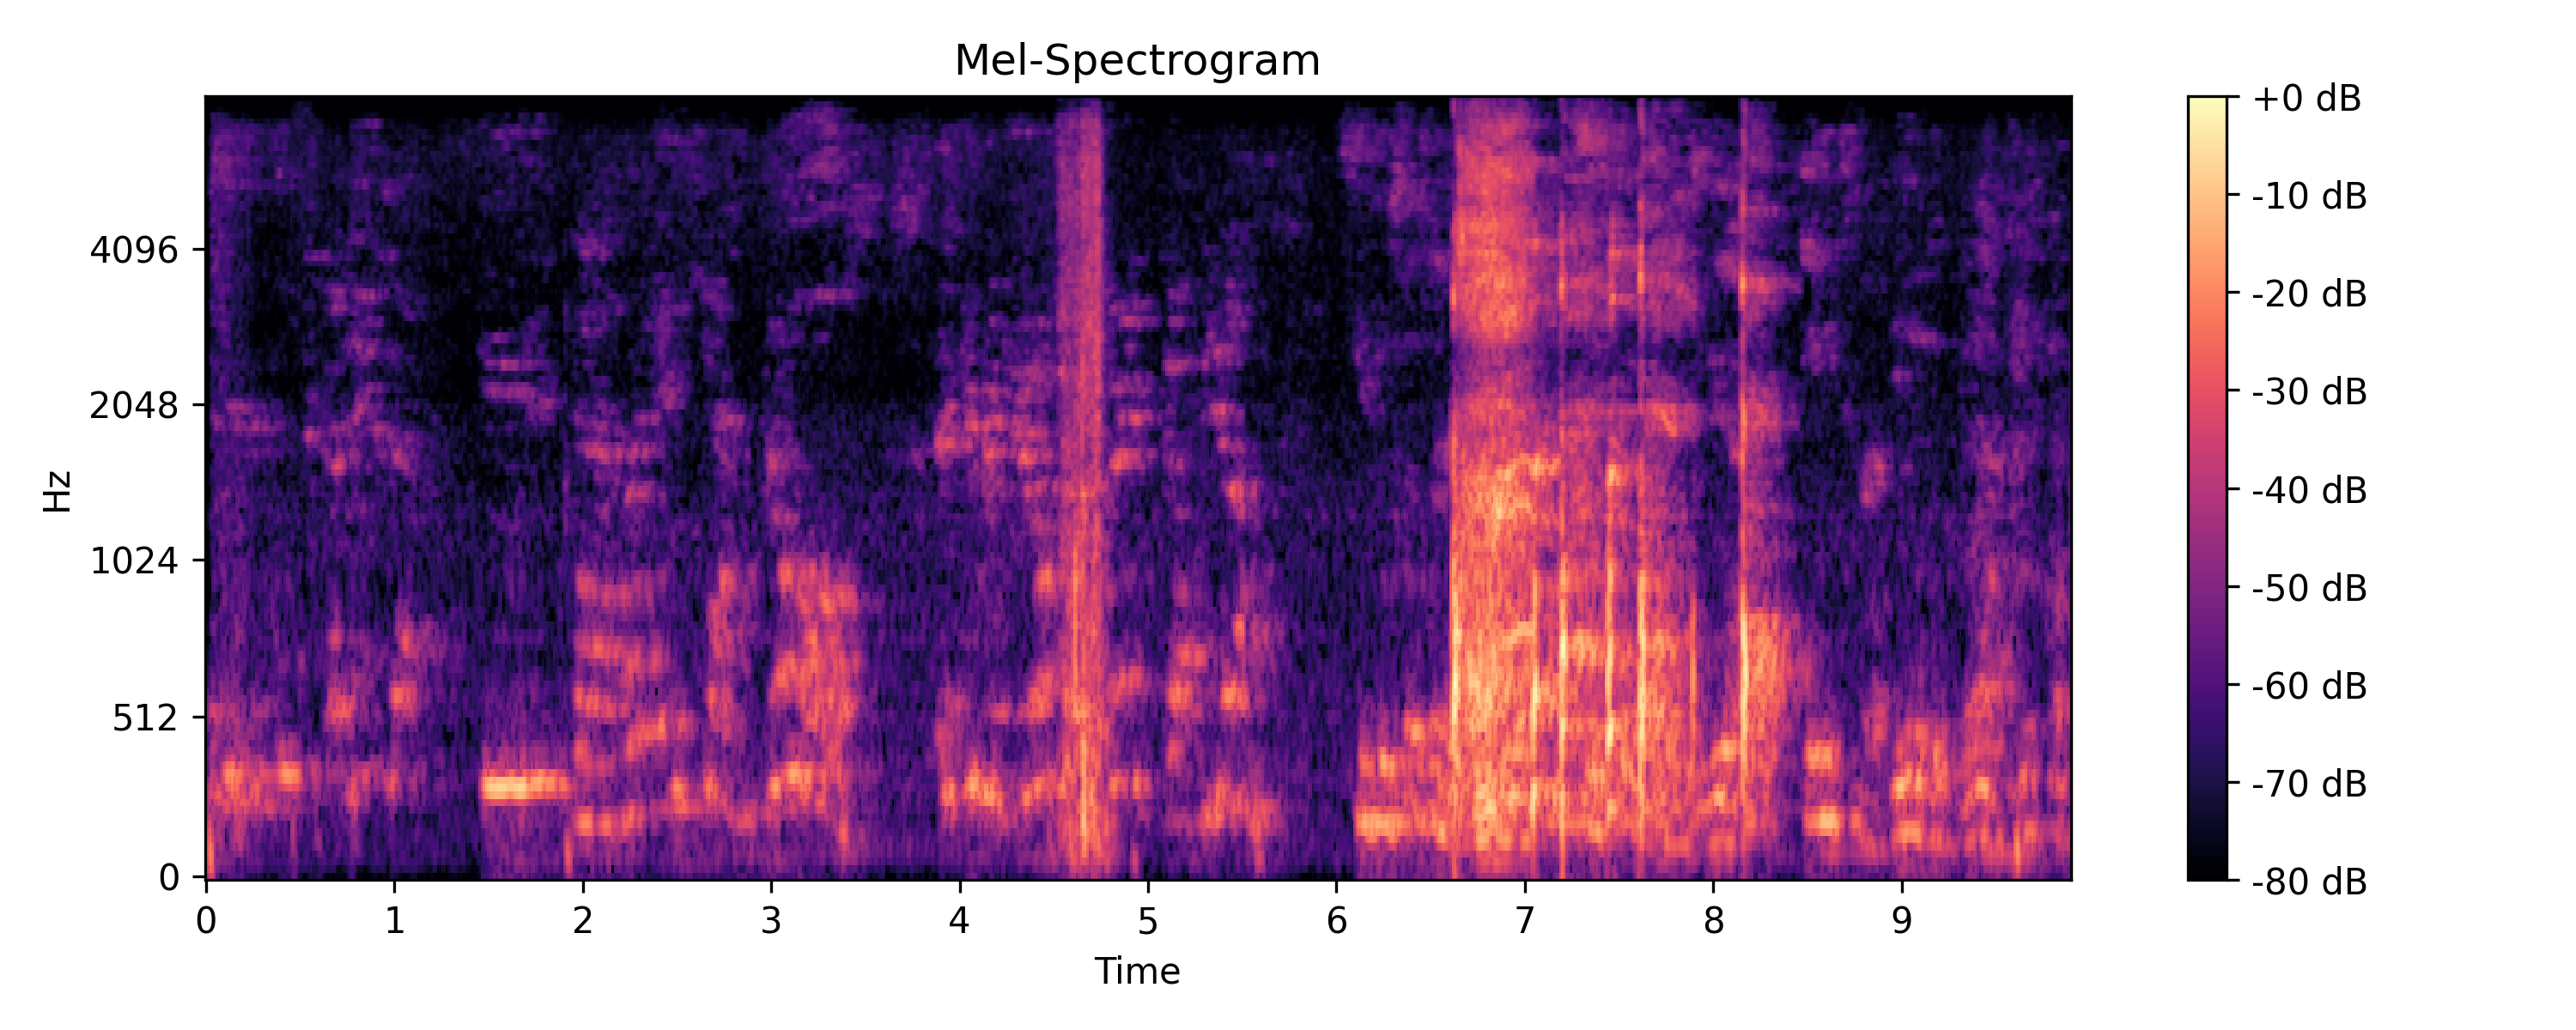 Mel-Spectrogram
+0 dB
-10 dB
-20 dB
-30 dB
-40 dB
-50 dB
-60 dB
-70 dB
-80 dB
Hz
4096
2048
1024
512
0
0 1 2 3 4 5 6 7 8 9
Time